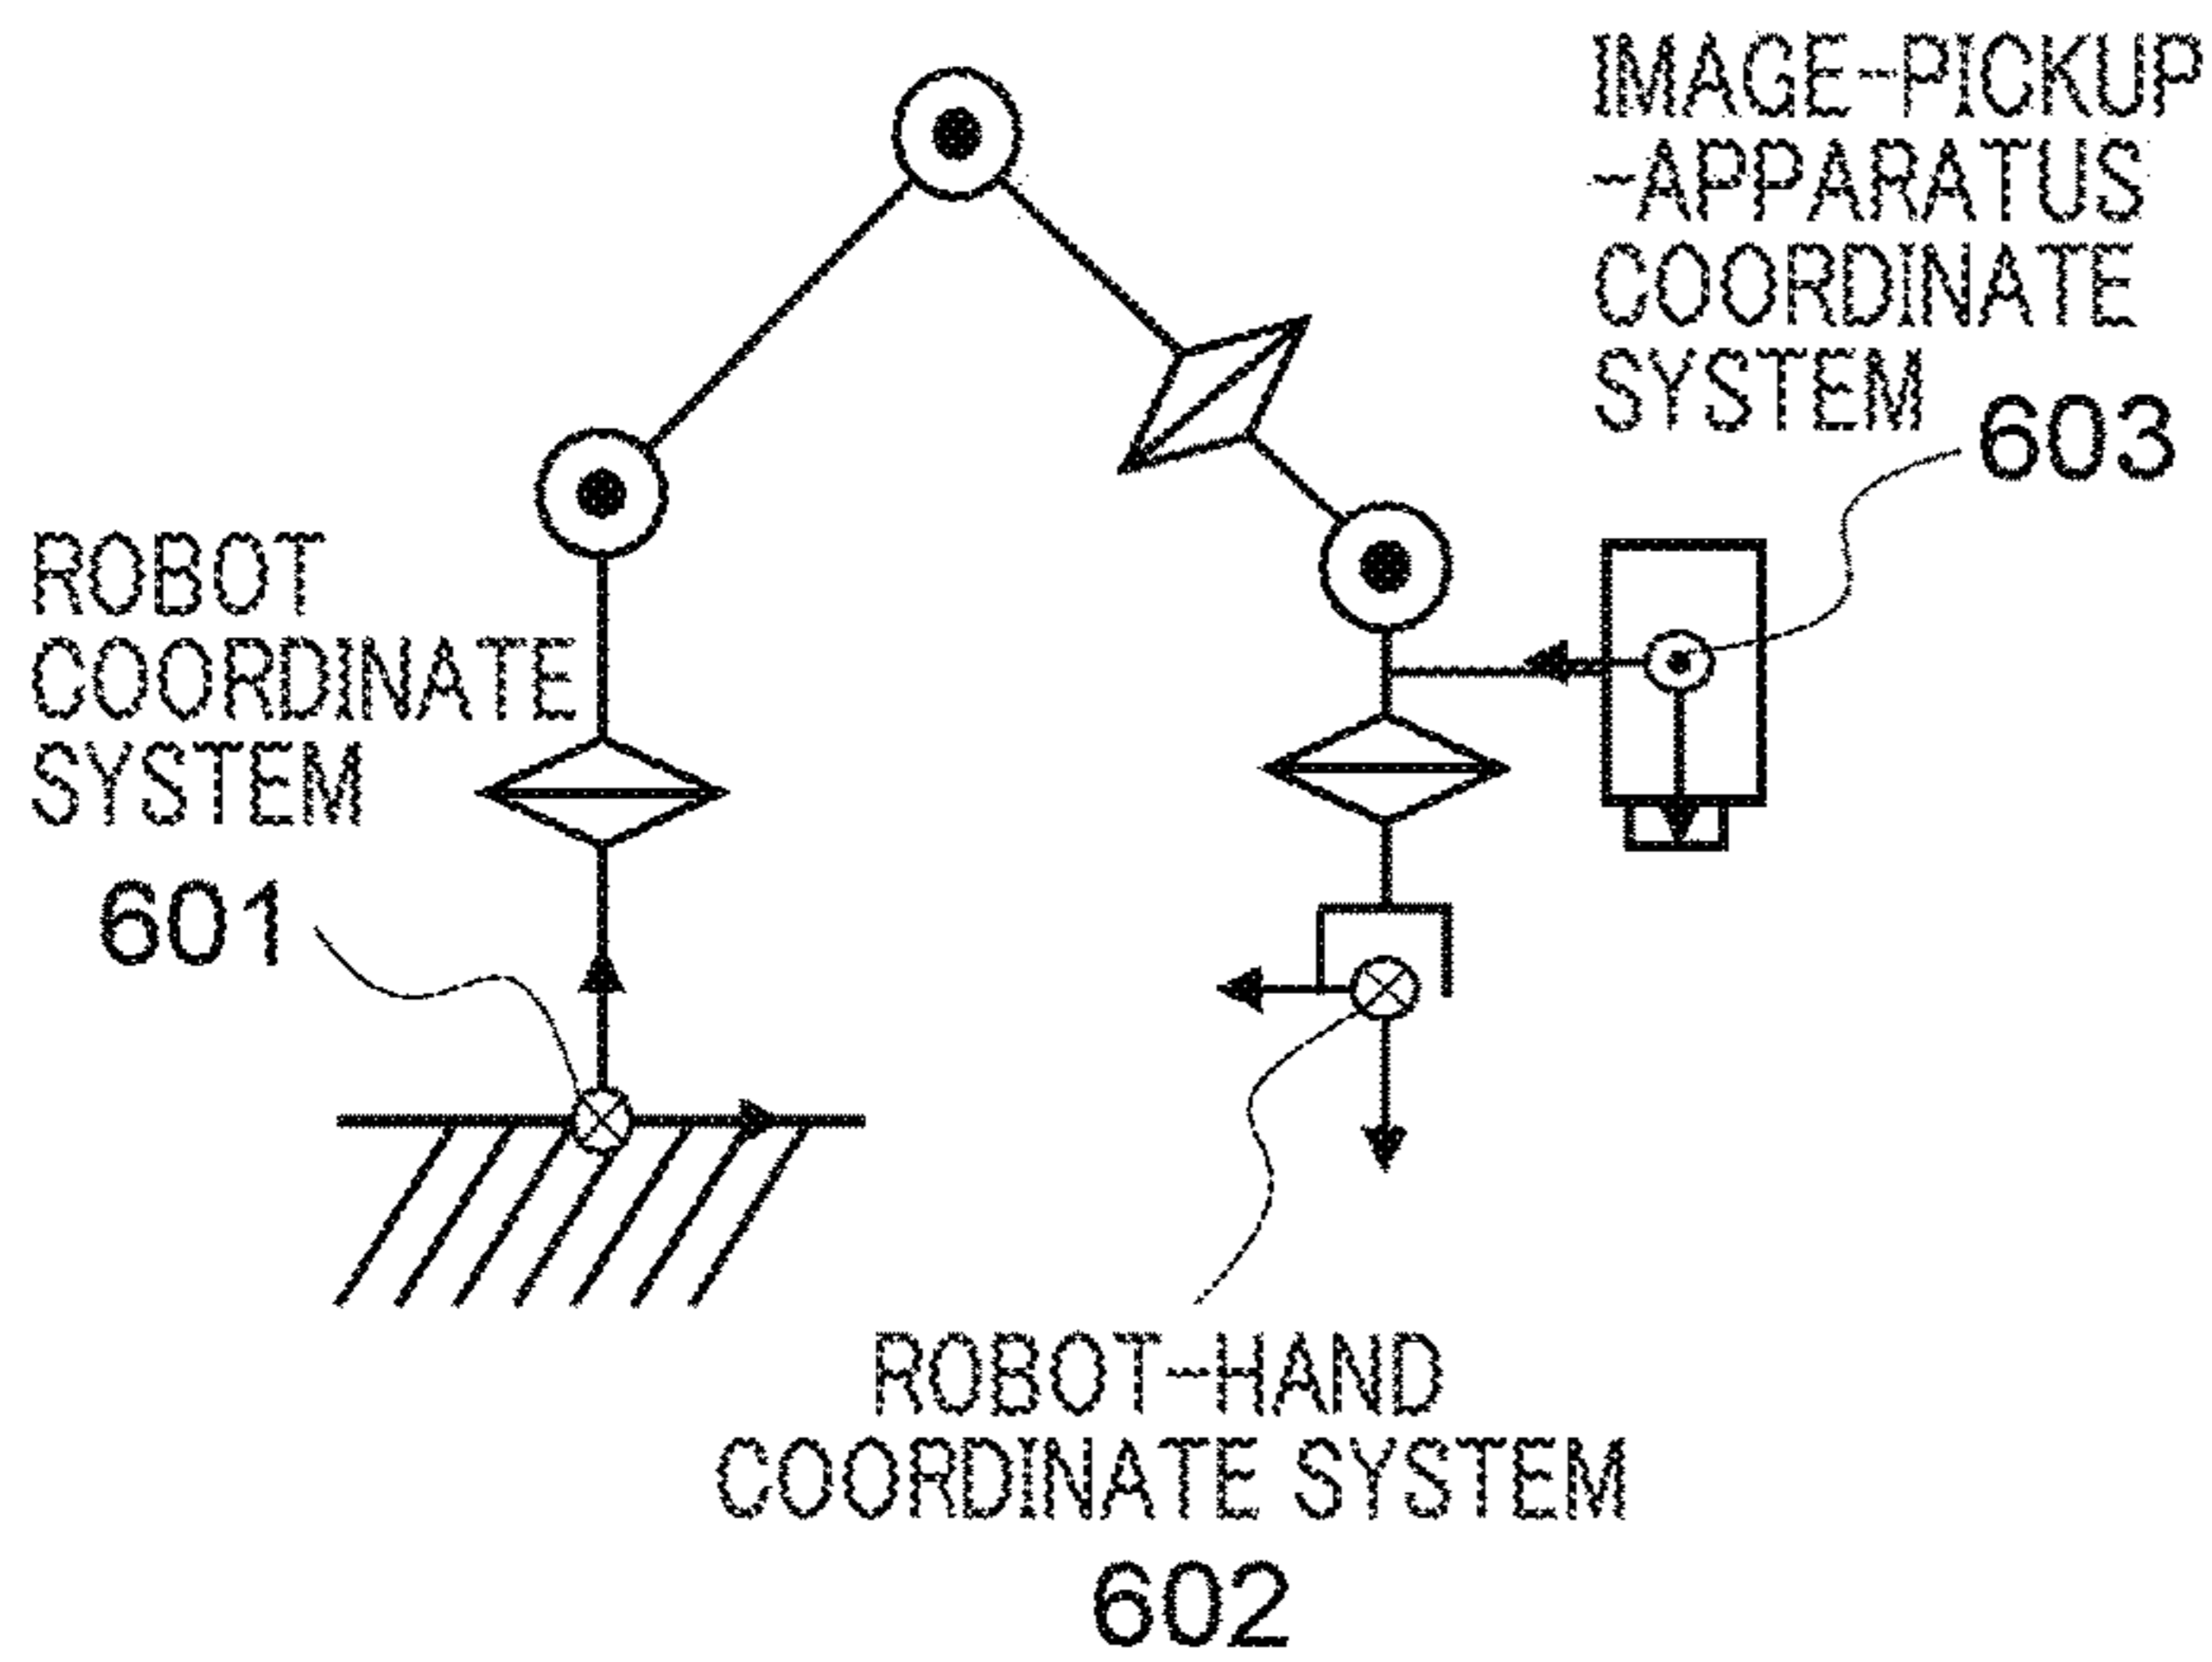 IMAGE-PICKUP
-APPARATUS
COORDINATE
SYSTEM
603
ROBOT
COORDINATE
SYSTEM
601
ROBOT-HAND
COORDINATE SYSTEM
602